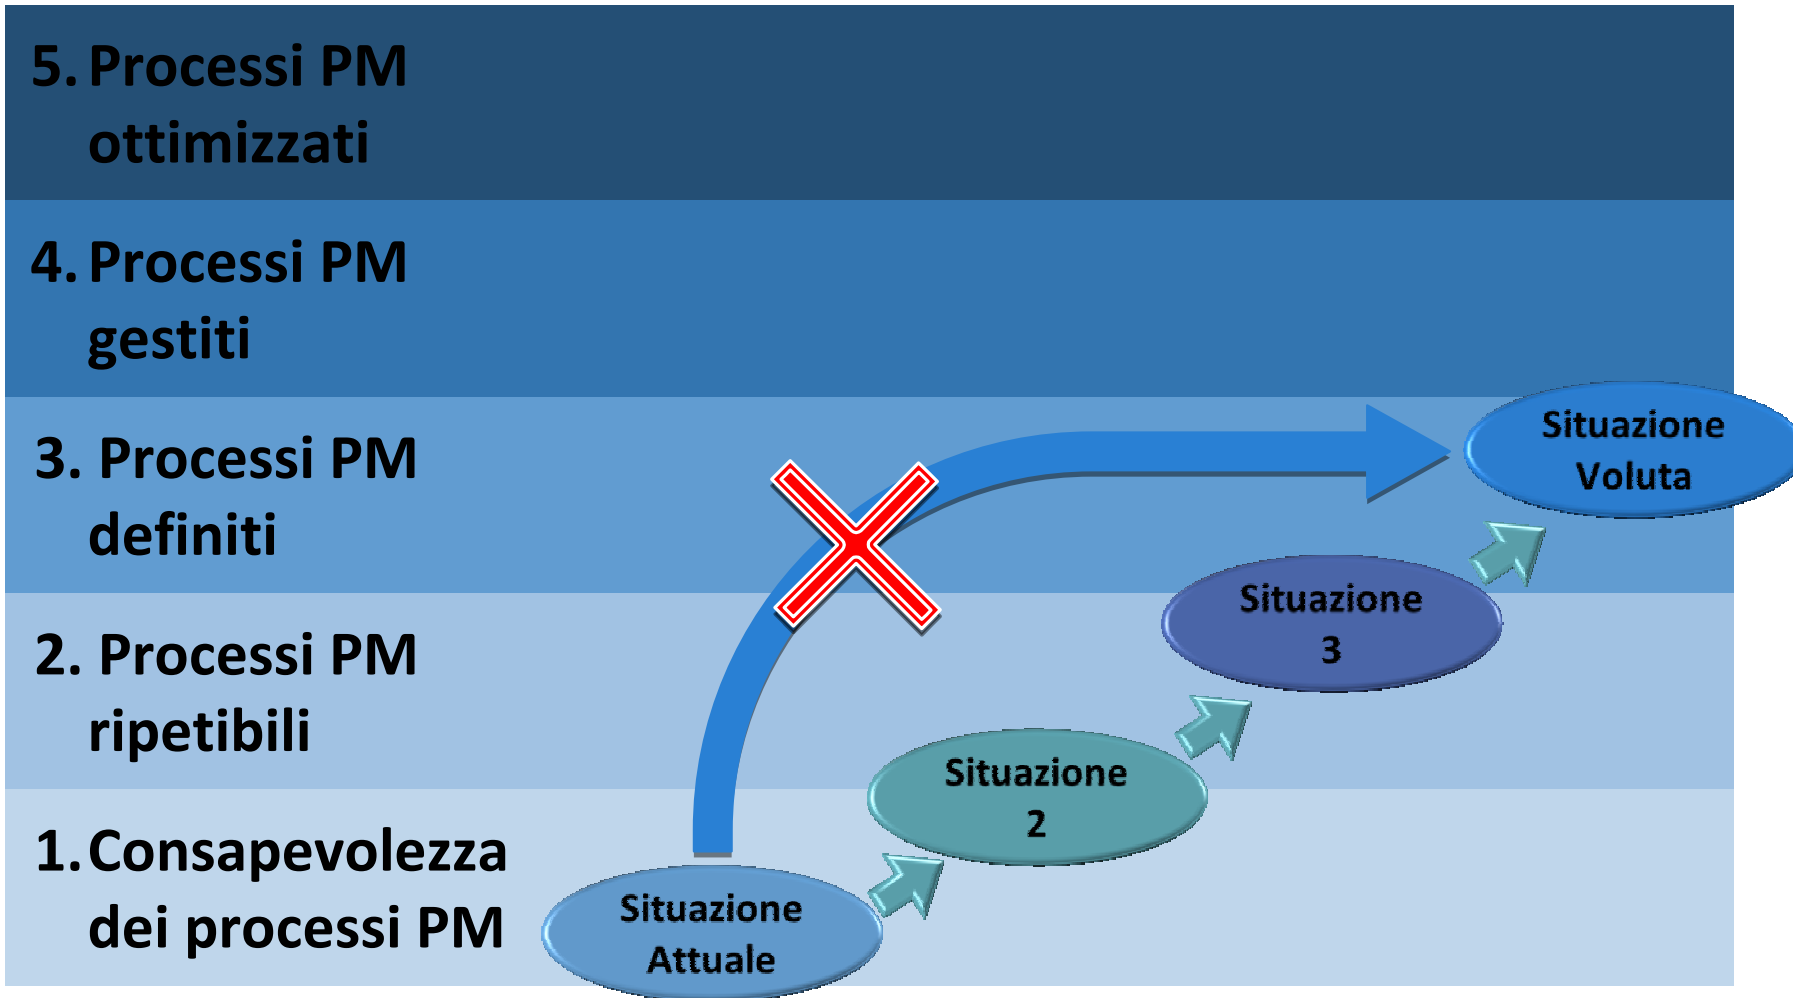 5. Processi PM
ottimizzati
4. Processi PM
gestiti
3. Processi PM
definiti
2. Processi PM
ripetibili
1. Consapevolezza
dei processi PM
Situazione
Voluta
Situazione
3
Situazione
2
Situazione
Attuale